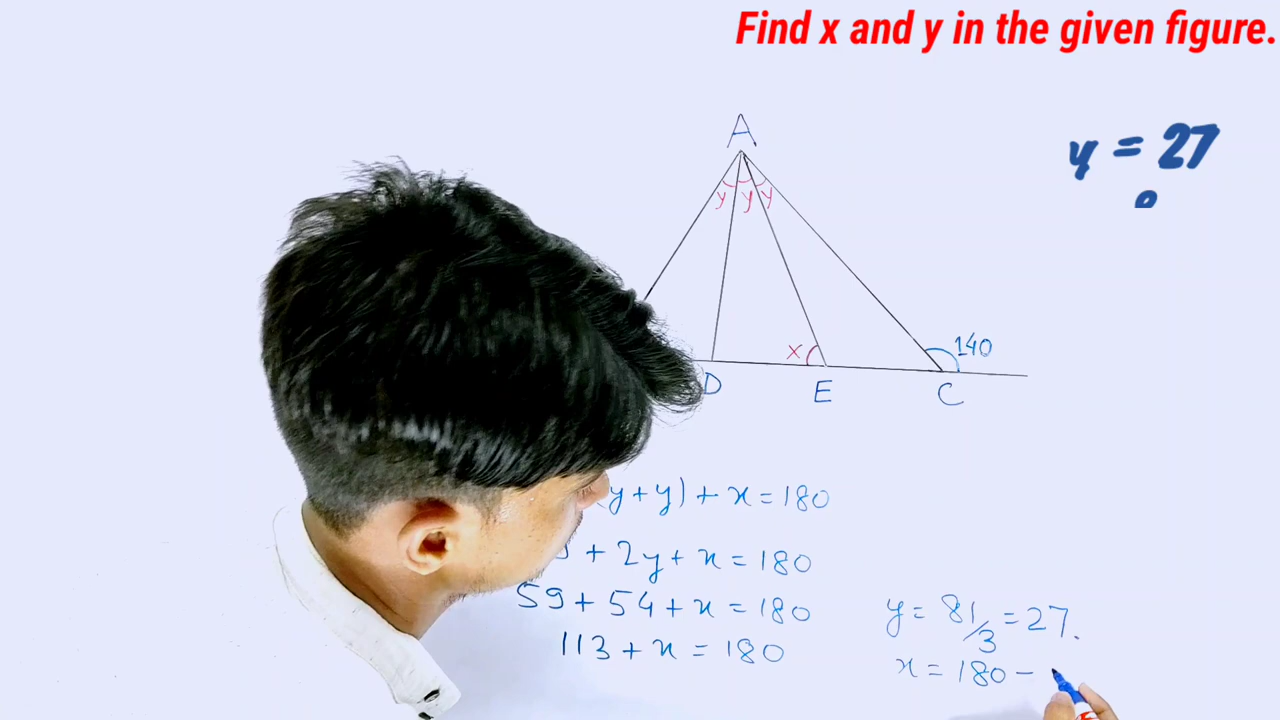 Find x and y in the given figure.
y = 27
°
A
y y y
x
140
D E C
y + y) + x = 180
+ 2y + x = 180
59 + 54 + x = 180
113 + x = 180
y = 81/3 = 27.
x = 180 −